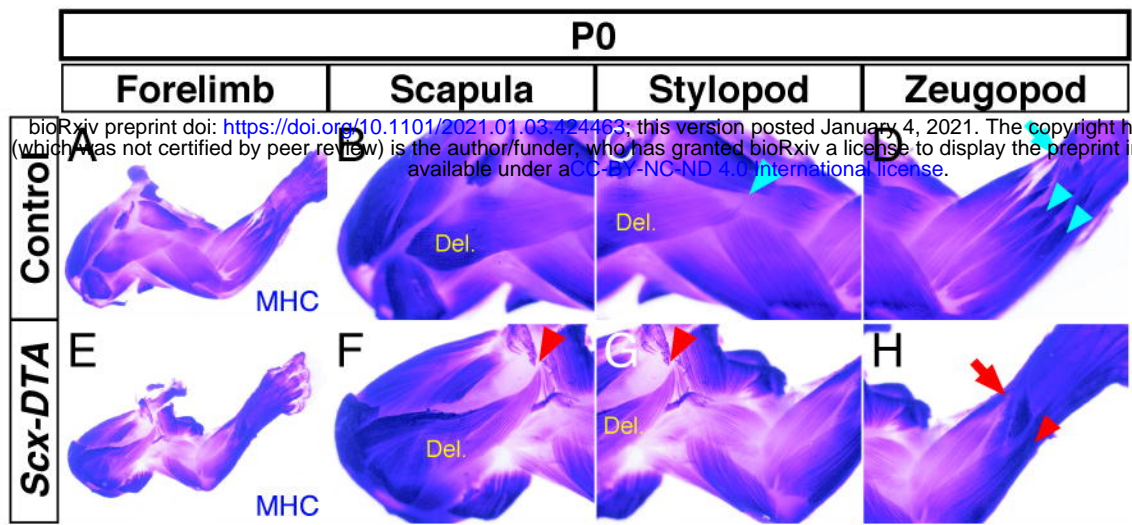 P0
Forelimb Scapula Stylopod Zeugopod
bioRxiv preprint doi: https://doi.org/10.1101/2021.01.03.424463; this version posted January 4, 2021. The copyright h
(which was not certified by peer review) is the author/funder, who has granted bioRxiv a license to display the preprint i
available under aCC-BY-NC-ND 4.0 International license.
Control
A B D
Del. Del.
MHC
Scx-DTA
E F G H
Del. Del.
MHC